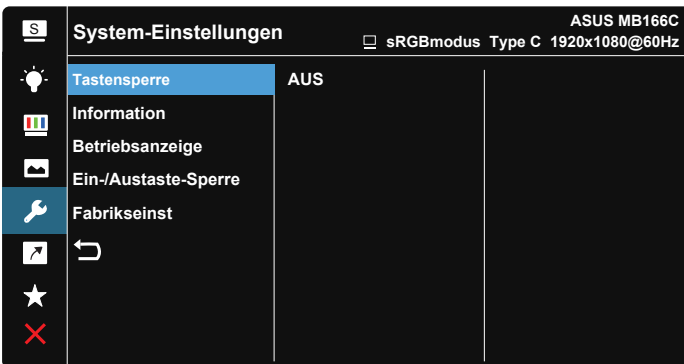 S
System-Einstellungen
ASUS MB166C
sRGBmodus Type C 1920x1080@60Hz
Tastensperre AUS
Information
Betriebsanzeige
Ein-/Austaste-Sperre
Fabrikseinst